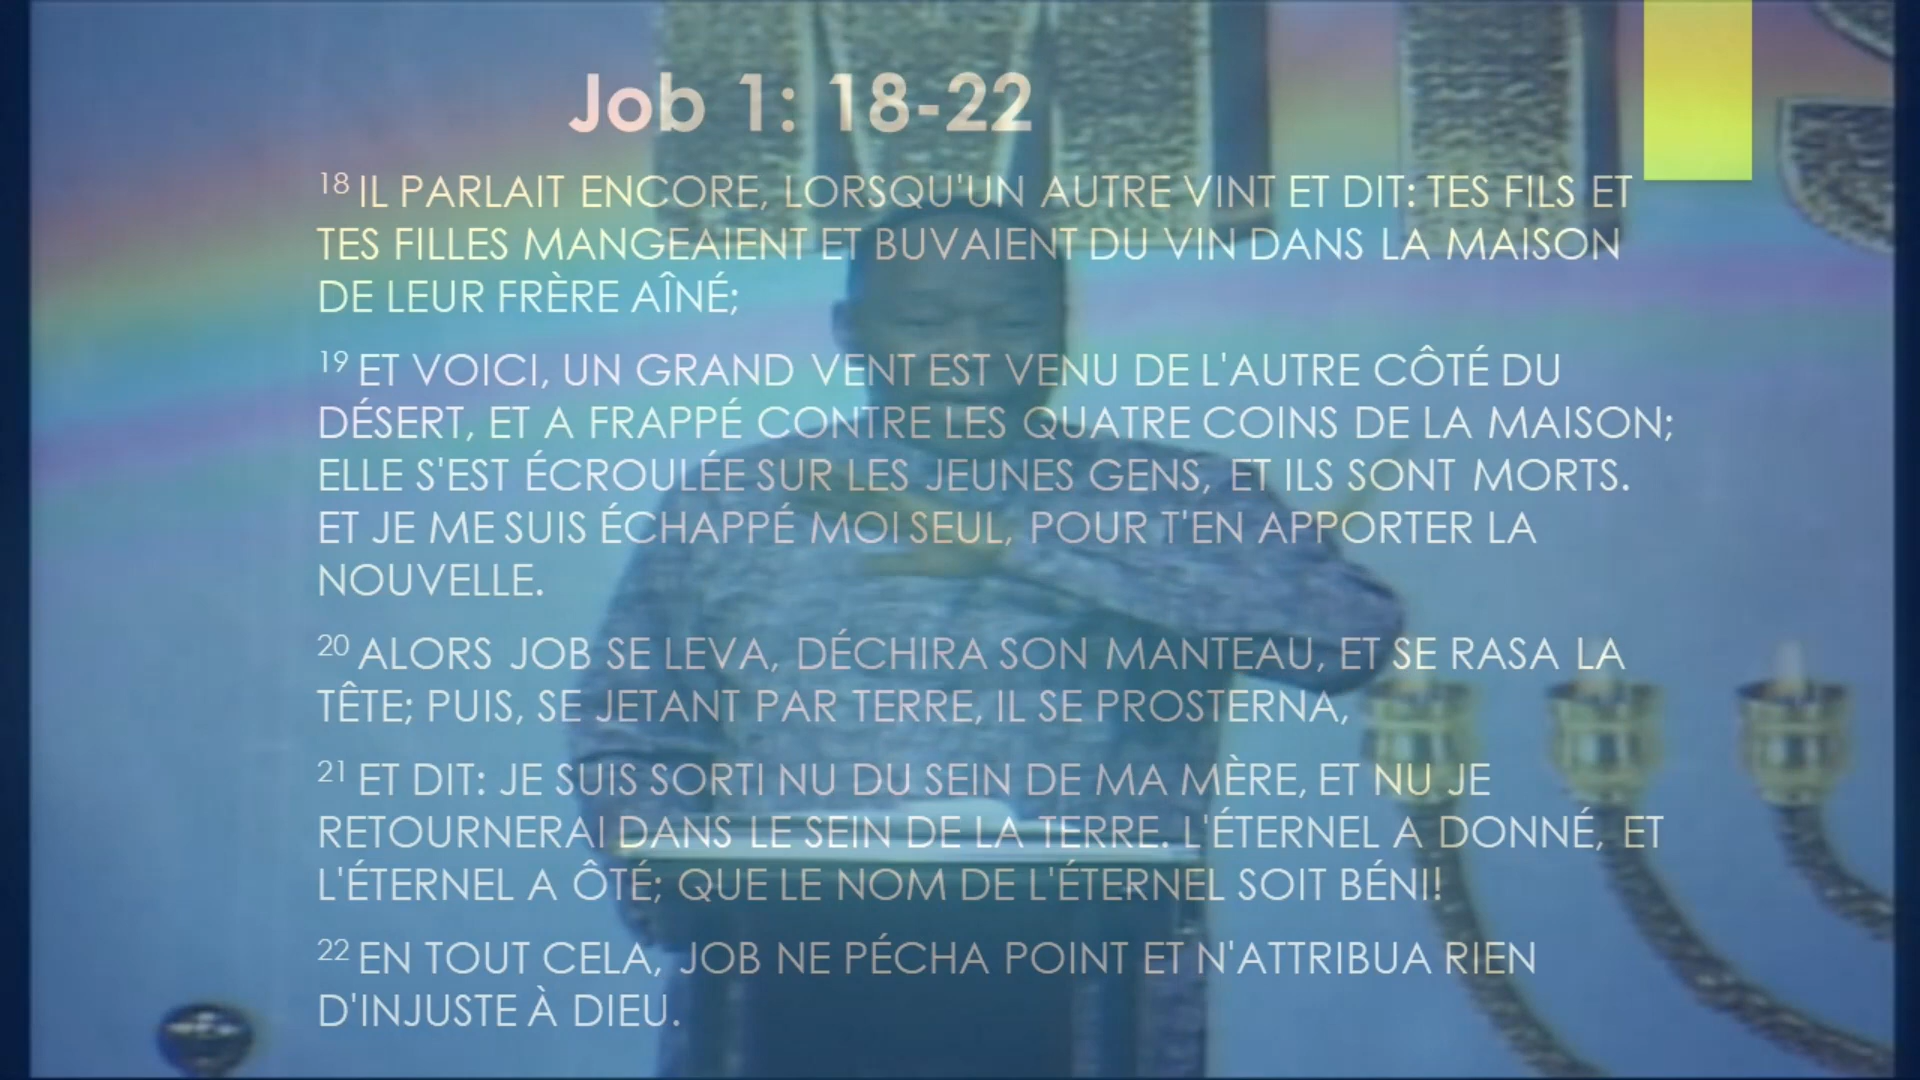 Job 1: 18-22
18 IL PARLAIT ENCORE, LORSQU'UN AUTRE VINT ET DIT: TES FILS ET
TES FILLES MANGEAIENT ET BUVAIENT DU VIN DANS LA MAISON
DE LEUR FRÈRE AÎNÉ;
19 ET VOICI, UN GRAND VENT EST VENU DE L'AUTRE CÔTÉ DU
DÉSERT, ET A FRAPPÉ CONTRE LES QUATRE COINS DE LA MAISON;
ELLE S'EST ÉCROULÉE SUR LES JEUNES GENS, ET ILS SONT MORTS.
ET JE ME SUIS ÉCHAPPÉ MOI SEUL, POUR T'EN APPORTER LA
NOUVELLE.
20 ALORS JOB SE LEVA, DÉCHIRA SON MANTEAU, ET SE RASA LA
TÊTE; PUIS, SE JETANT PAR TERRE, IL SE PROSTERNA,
21 ET DIT: JE SUIS SORTI NU DU SEIN DE MA MÈRE, ET NU JE
RETOURNERAI DANS LE SEIN DE LA TERRE. L'ÉTERNEL A DONNÉ, ET
L'ÉTERNEL A ÔTÉ; QUE LE NOM DE L'ÉTERNEL SOIT BÉNI!
22 EN TOUT CELA, JOB NE PÉCHA POINT ET N'ATTRIBUA RIEN
D'INJUSTE À DIEU.